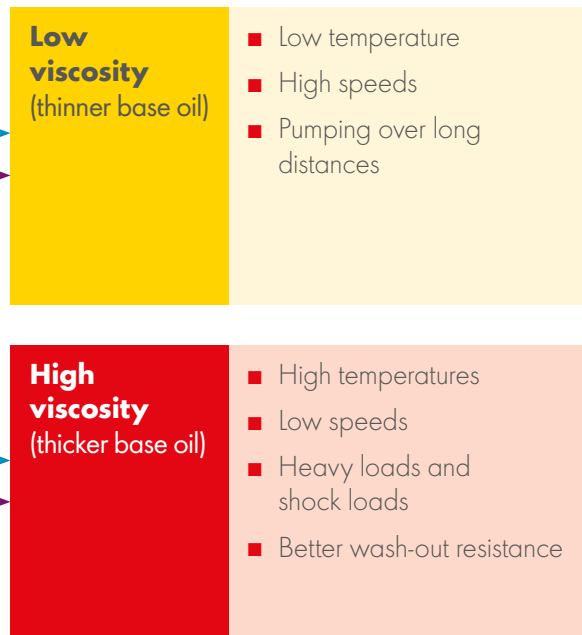 Low
viscosity
(thinner base oil)
■ Low temperature
■ High speeds
■ Pumping over long
distances
High
viscosity
(thicker base oil)
■ High temperatures
■ Low speeds
■ Heavy loads and
shock loads
■ Better wash-out resistance